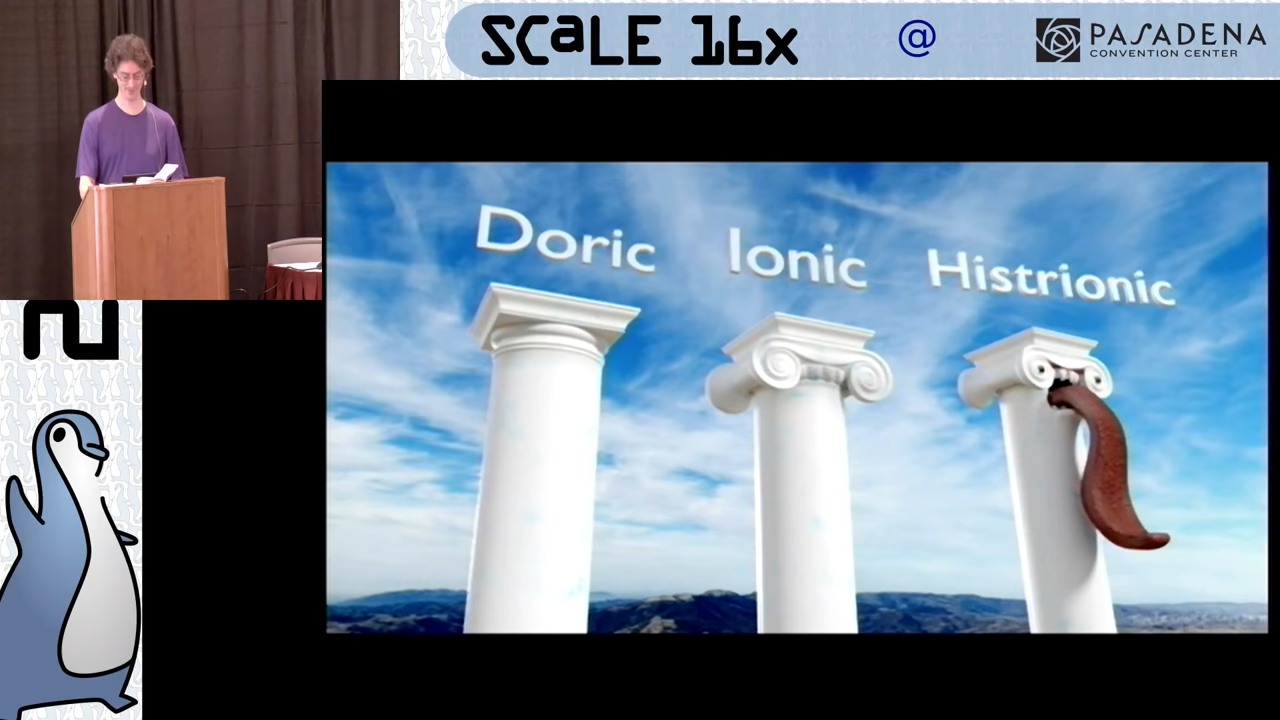 SCaLE 16x @ PASADENA
CONVENTION CENTER
Doric Ionic Histrionic